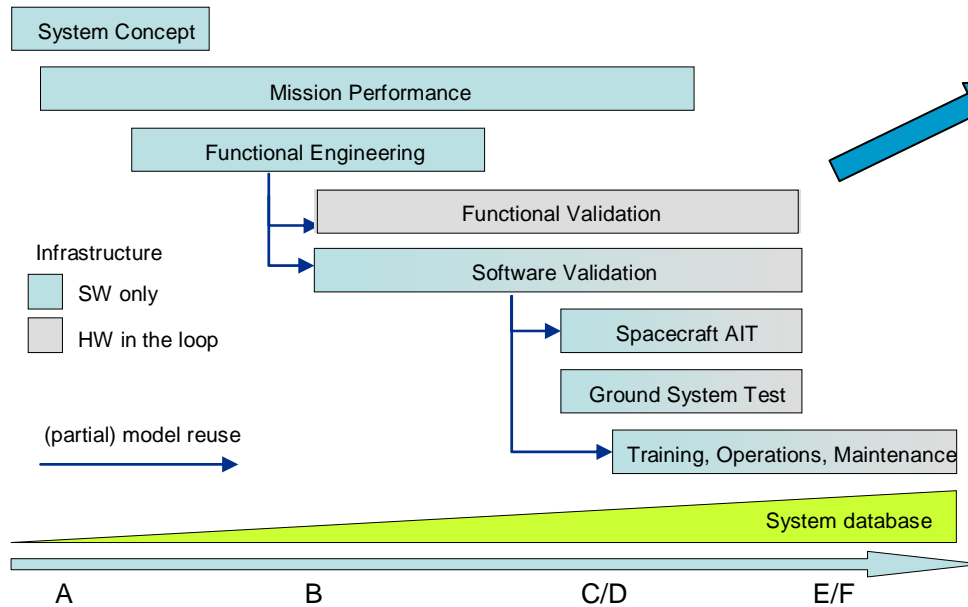 System Concept
Mission Performance
Functional Engineering
Functional Validation
Infrastructure
Software Validation
SW only
HW in the loop
Spacecraft AIT
Ground System Test
(partial) model reuse
Training, Operations, Maintenance
System database
A B C/D E/F